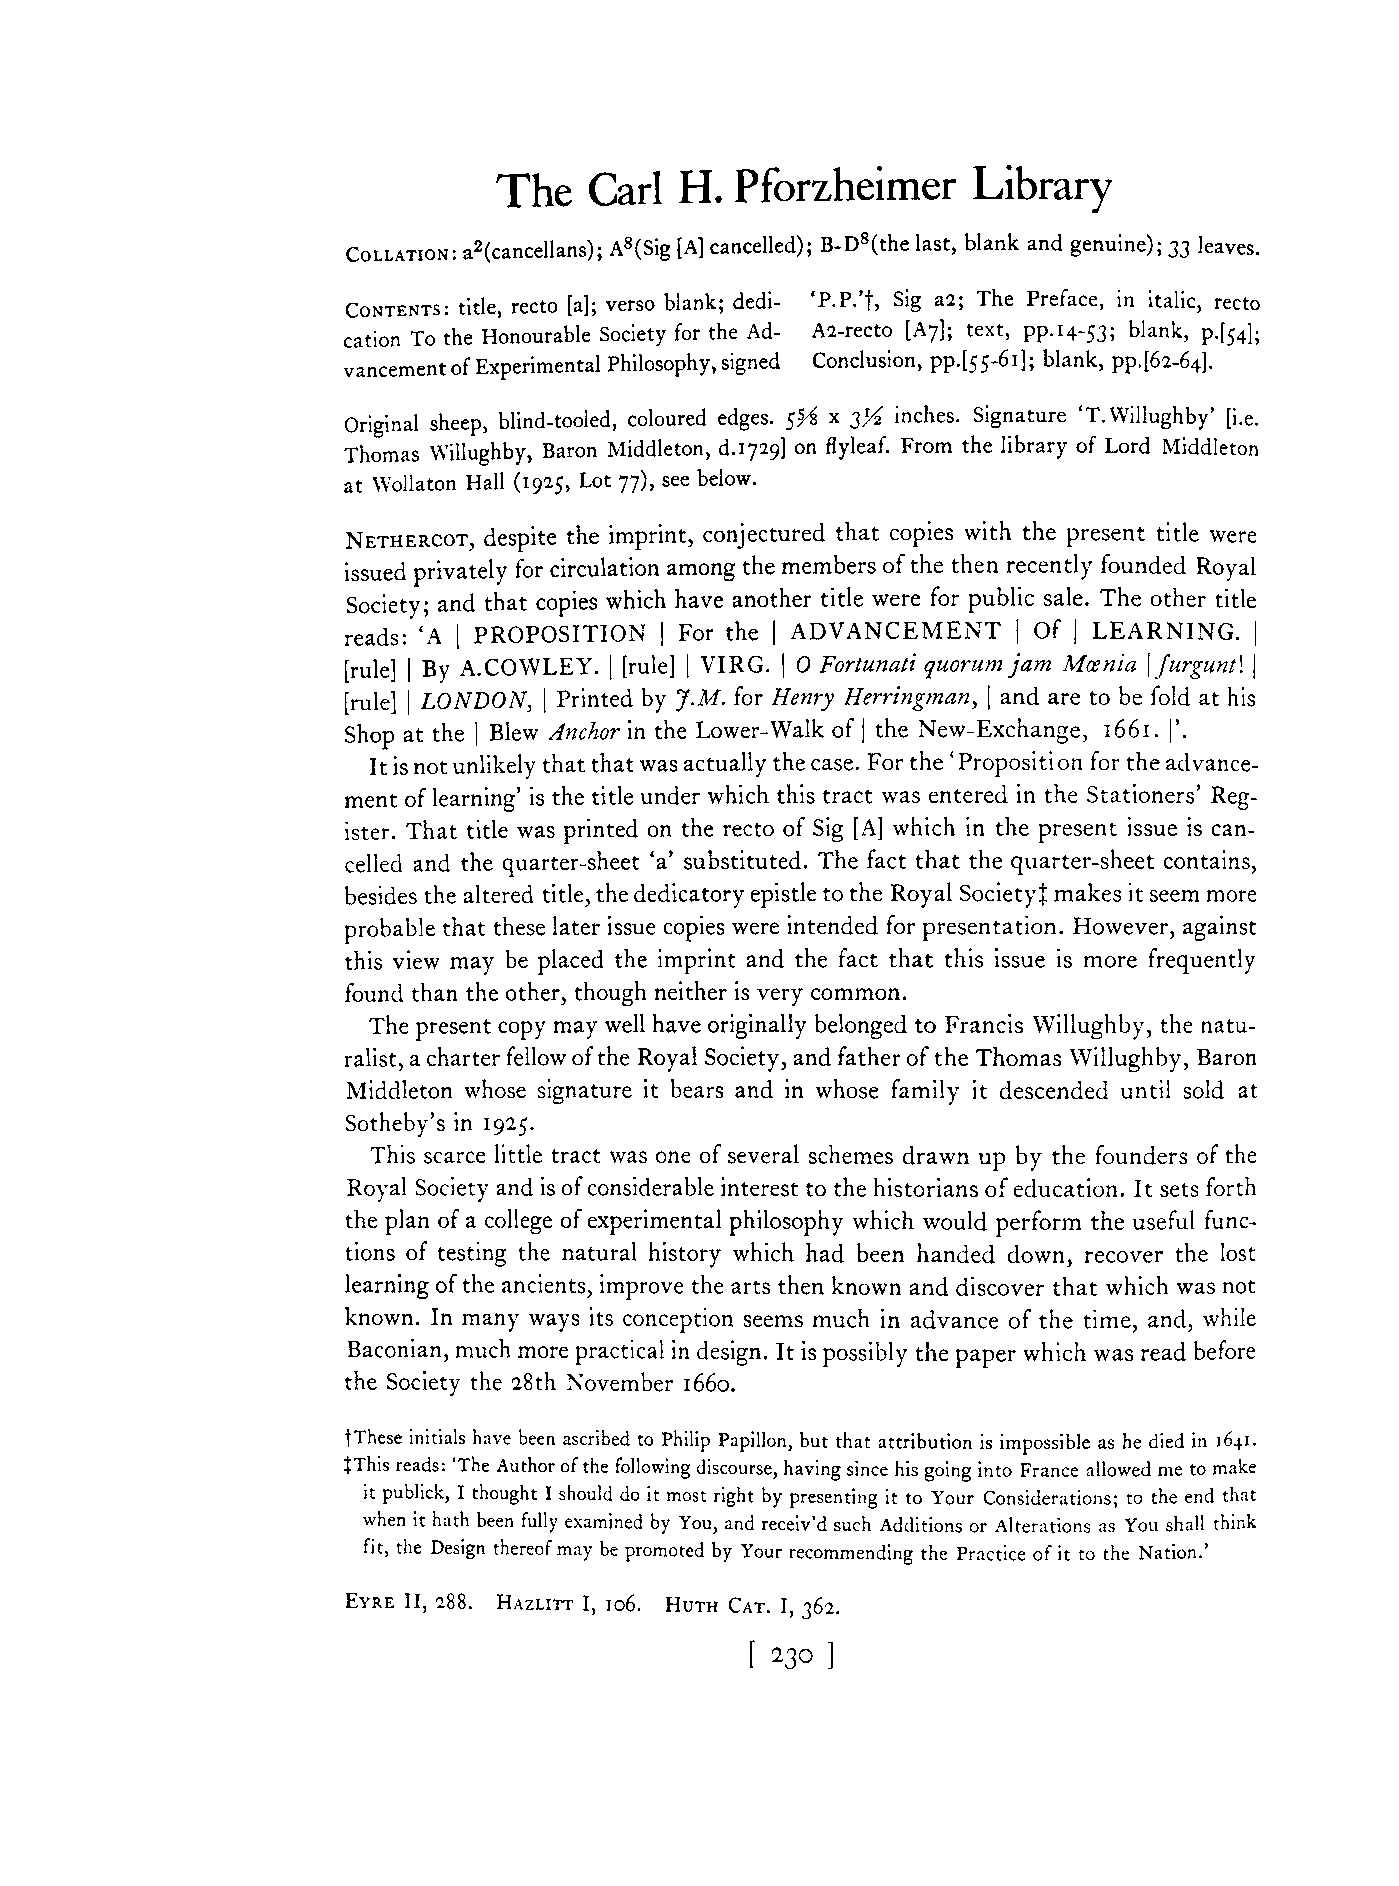 The Carl H. Pforzheimer Library
COLLATION: a²(cancellans); A⁸(Sig [A] cancelled); B-D⁸(the last, blank and genuine); 33 leaves.
CONTENTS: title, recto [a]; verso blank; dedi-
cation To the Honourable Society for the Ad-
vancement of Experimental Philosophy, signed
‘P.P.’†, Sig a2; The Preface, in italic, recto
A2-recto [A7]; text, pp.14-53; blank, p.[54];
Conclusion, pp.[55-61]; blank, pp.[62-64].
Original sheep, blind-tooled, coloured edges. 5⅝ x 3½ inches. Signature ‘T.Willughby’ [i.e.
Thomas Willughby, Baron Middleton, d.1729] on flyleaf. From the library of Lord Middleton
at Wollaton Hall (1925, Lot 77), see below.
NETHERCOT, despite the imprint, conjectured that copies with the present title were
issued privately for circulation among the members of the then recently founded Royal
Society; and that copies which have another title were for public sale. The other title
reads: ‘A | PROPOSITION | For the | ADVANCEMENT | Of | LEARNING. |
[rule] | By A.COWLEY. | [rule] | VIRG. | O Fortunati quorum jam Mœnia | ſurgunt! |
[rule] | LONDON, | Printed by J.M. for Henry Herringman, | and are to be ſold at his
Shop at the | Blew Anchor in the Lower-Walk of | the New-Exchange, 1661. |’.
It is not unlikely that that was actually the case. For the ‘Proposition for the advance-
ment of learning’ is the title under which this tract was entered in the Stationers’ Reg-
ister. That title was printed on the recto of Sig [A] which in the present issue is can-
celled and the quarter-sheet ‘a’ substituted. The fact that the quarter-sheet contains,
besides the altered title, the dedicatory epistle to the Royal Society‡ makes it seem more
probable that these later issue copies were intended for presentation. However, against
this view may be placed the imprint and the fact that this issue is more frequently
found than the other, though neither is very common.
The present copy may well have originally belonged to Francis Willughby, the natu-
ralist, a charter fellow of the Royal Society, and father of the Thomas Willughby, Baron
Middleton whose signature it bears and in whose family it descended until sold at
Sotheby’s in 1925.
This scarce little tract was one of several schemes drawn up by the founders of the
Royal Society and is of considerable interest to the historians of education. It sets forth
the plan of a college of experimental philosophy which would perform the useful func-
tions of testing the natural history which had been handed down, recover the lost
learning of the ancients, improve the arts then known and discover that which was not
known. In many ways its conception seems much in advance of the time, and, while
Baconian, much more practical in design. It is possibly the paper which was read before
the Society the 28th November 1660.
†These initials have been ascribed to Philip Papillon, but that attribution is impossible as he died in 1641.
‡This reads: ‘The Author of the following discourse, having since his going into France allowed me to make
it publick, I thought I should do it most right by presenting it to Your Considerations; to the end that
when it hath been fully examined by You, and receiv’d such Additions or Alterations as You shall think
fit, the Design thereof may be promoted by Your recommending the Practice of it to the Nation.’
EYRE II, 288. HAZLITT I, 106. HUTH CAT. I, 362.
[ 230 ]